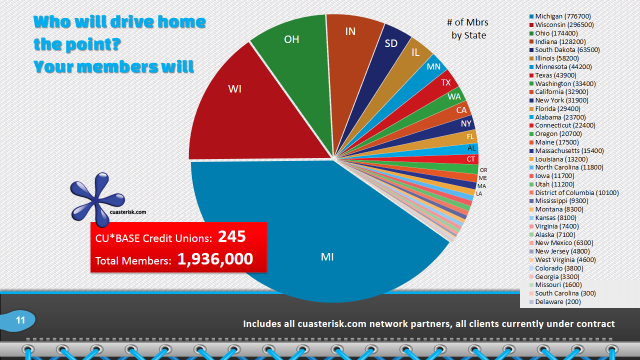 Who will drive home
the point?
Your members will
# of Mbrs
by State
OH
IN
SD
IL
MN
TX
WA
CA
NY
FL
AL
CT
OR
ME
MA
LA
WI
MI
cuasterisk.com
CU*BASE Credit Unions: 245
Total Members: 1,936,000
Michigan (776700)
Wisconsin (296500)
Ohio (174400)
Indiana (128200)
South Dakota (63500)
Illinois (58200)
Minnesota (44200)
Texas (43900)
Washington (33400)
California (32900)
New York (31900)
Florida (29400)
Alabama (23700)
Connecticut (22400)
Oregon (20700)
Maine (17500)
Massachusetts (15400)
Louisiana (13200)
North Carolina (11800)
Iowa (11700)
Utah (11200)
District of Columbia (10100)
Mississippi (9300)
Montana (8300)
Kansas (8100)
Virginia (7400)
Alaska (7100)
New Mexico (6300)
New Jersey (4800)
West Virginia (4600)
Colorado (3800)
Georgia (3300)
Missouri (1600)
South Carolina (300)
Delaware (200)
11
Includes all cuasterisk.com network partners, all clients currently under contract